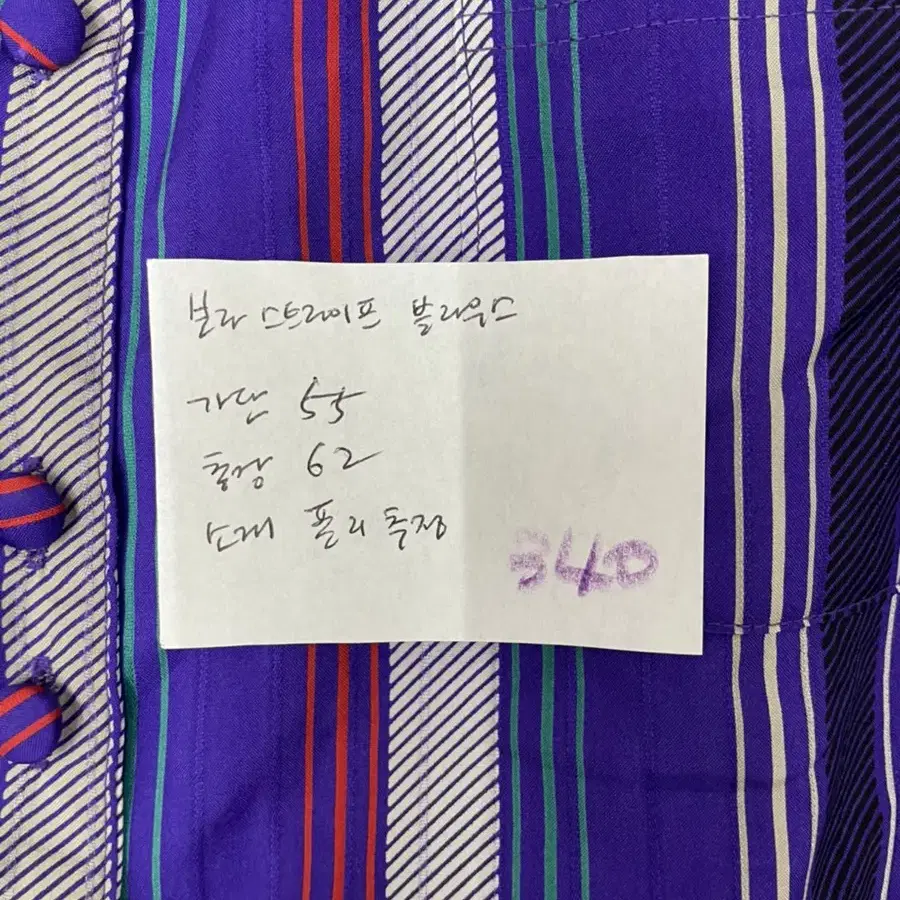 보라 스트라이프 블라우스
가단 55
총장 62
소재 폴리 추정
340